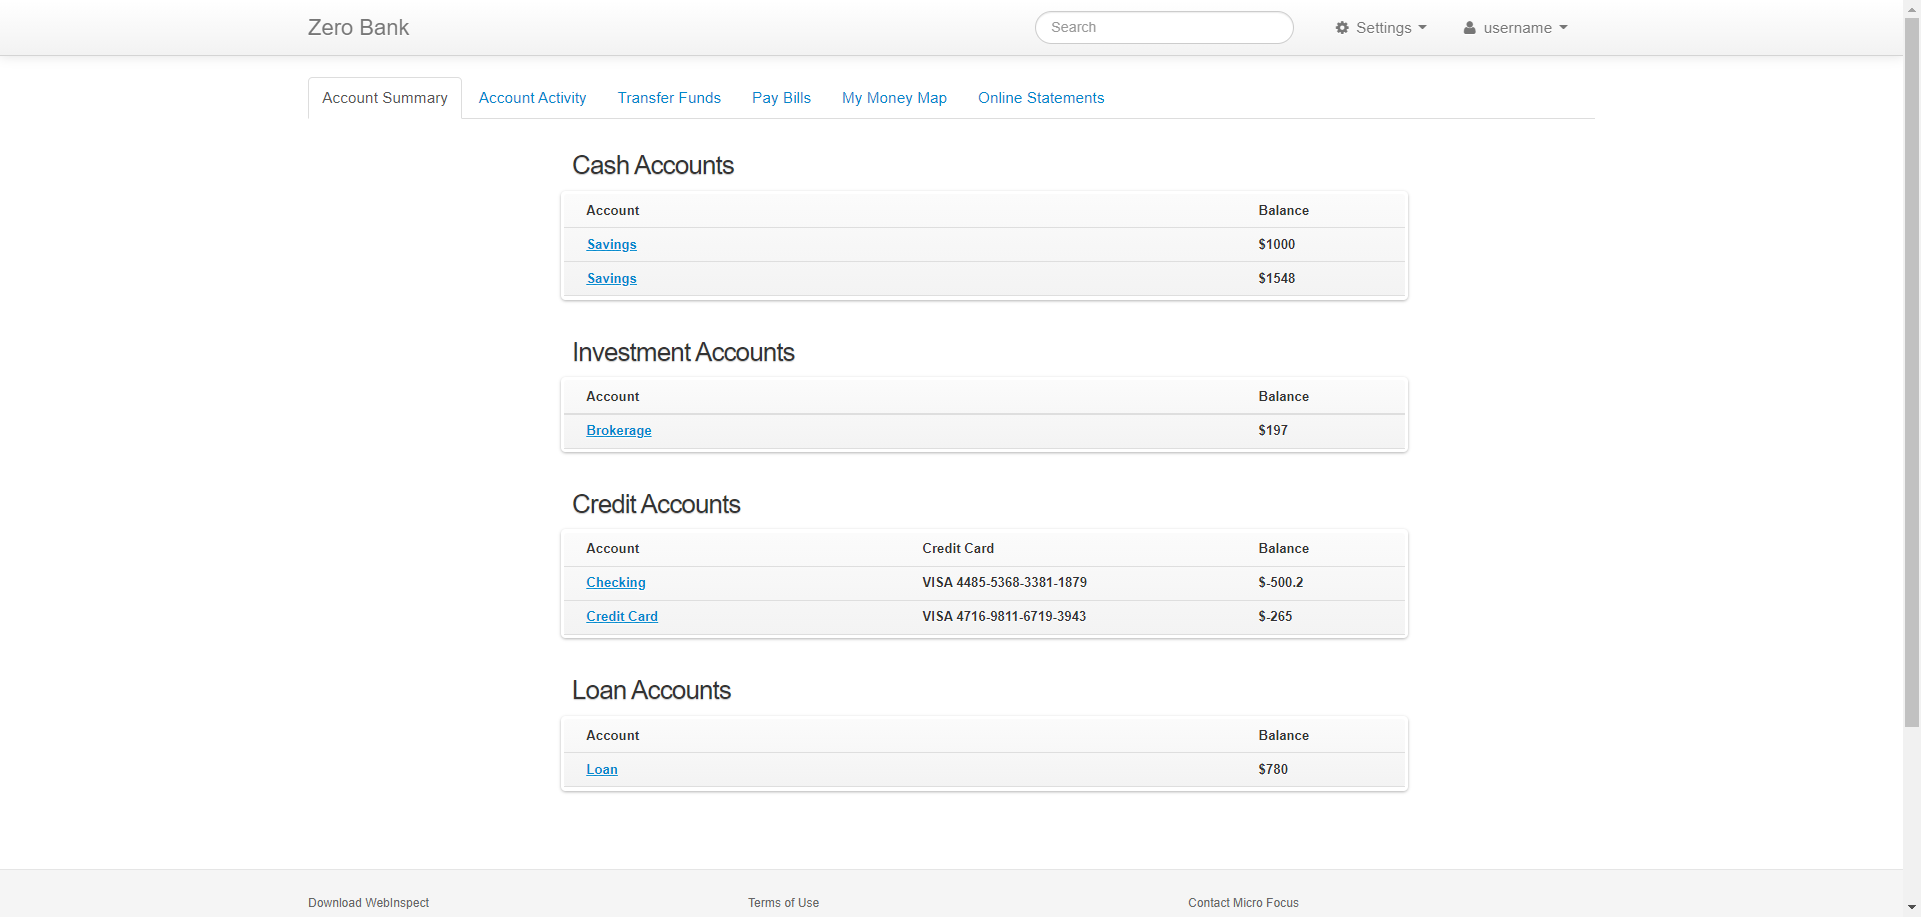 Zero Bank
Search
Settings
username
Account Summary
Account Activity
Transfer Funds
Pay Bills
My Money Map
Online Statements
Cash Accounts
Account Balance
Savings $1000
Savings $1548
Investment Accounts
Account Balance
Brokerage $197
Credit Accounts
Account Credit Card Balance
Checking VISA 4485-5368-3381-1879 $-500.2
Credit Card VISA 4716-9811-6719-3943 $-265
Loan Accounts
Account Balance
Loan $780
Download WebInspect
Terms of Use
Contact Micro Focus